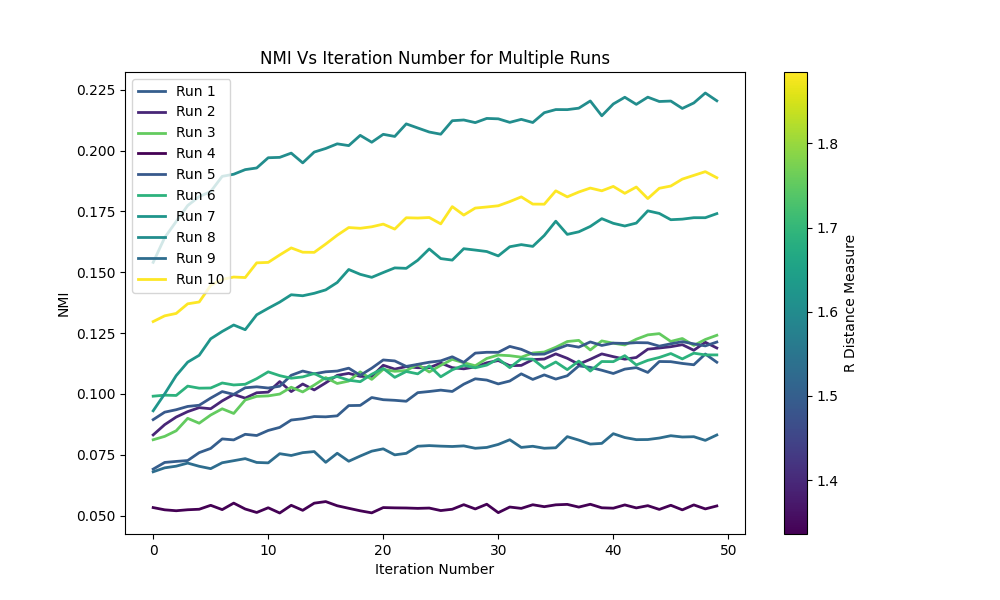 NMI Vs Iteration Number for Multiple Runs
NMI
0.225
0.200
0.175
0.150
0.125
0.100
0.075
0.050
Run 1
Run 2
Run 3
Run 4
Run 5
Run 6
Run 7
Run 8
Run 9
Run 10
0 10 20 30 40 50
Iteration Number
1.8
1.7
1.6
1.5
1.4
R Distance Measure